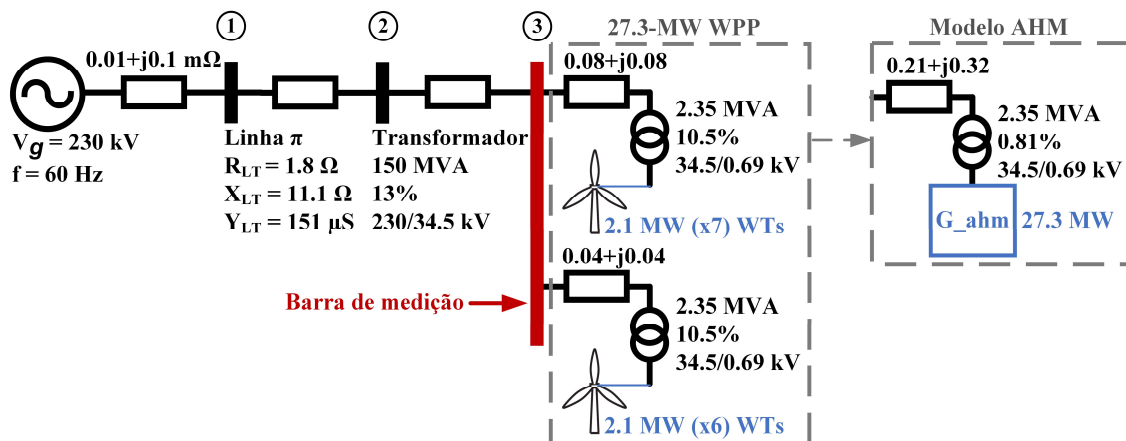 1
2
3
27.3-MW WPP
Modelo AHM
0.01+j0.1 mΩ
0.08+j0.08
0.21+j0.32
Vg = 230 kV
f = 60 Hz
Linha π
RLT = 1.8 Ω
XLT = 11.1 Ω
YLT = 151 µS
Transformador
150 MVA
13%
230/34.5 kV
2.35 MVA
10.5%
34.5/0.69 kV
2.1 MW (x7) WTs
2.35 MVA
0.81%
34.5/0.69 kV
G_ahm
27.3 MW
0.04+j0.04
Barra de medição
2.35 MVA
10.5%
34.5/0.69 kV
2.1 MW (x6) WTs